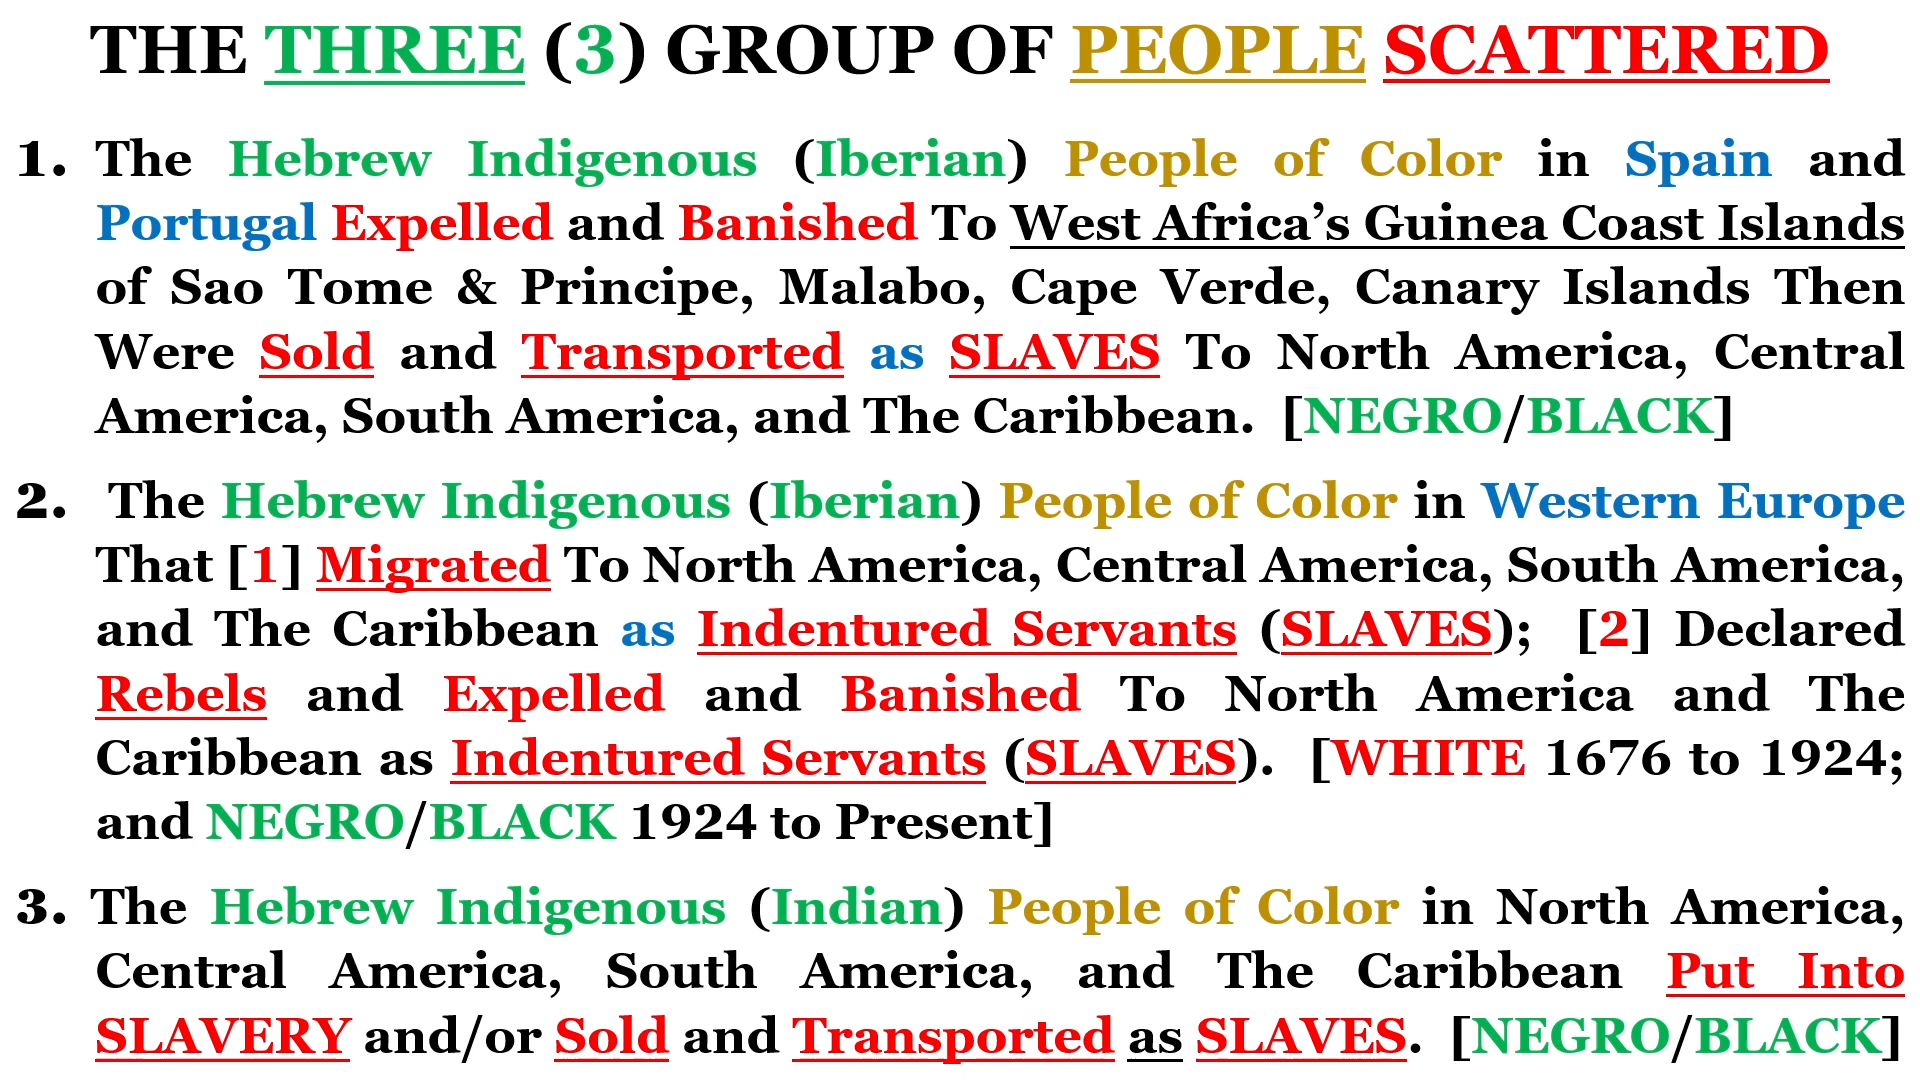 THE THREE (3) GROUP OF PEOPLE SCATTERED
1. The Hebrew Indigenous (Iberian) People of Color in Spain and
Portugal Expelled and Banished To West Africa’s Guinea Coast Islands
of Sao Tome & Principe, Malabo, Cape Verde, Canary Islands Then
Were Sold and Transported as SLAVES To North America, Central
America, South America, and The Caribbean. [NEGRO/BLACK]
2. The Hebrew Indigenous (Iberian) People of Color in Western Europe
That [1] Migrated To North America, Central America, South America,
and The Caribbean as Indentured Servants (SLAVES); [2] Declared
Rebels and Expelled and Banished To North America and The
Caribbean as Indentured Servants (SLAVES). [WHITE 1676 to 1924;
and NEGRO/BLACK 1924 to Present]
3. The Hebrew Indigenous (Indian) People of Color in North America,
Central America, South America, and The Caribbean Put Into
SLAVERY and/or Sold and Transported as SLAVES. [NEGRO/BLACK]